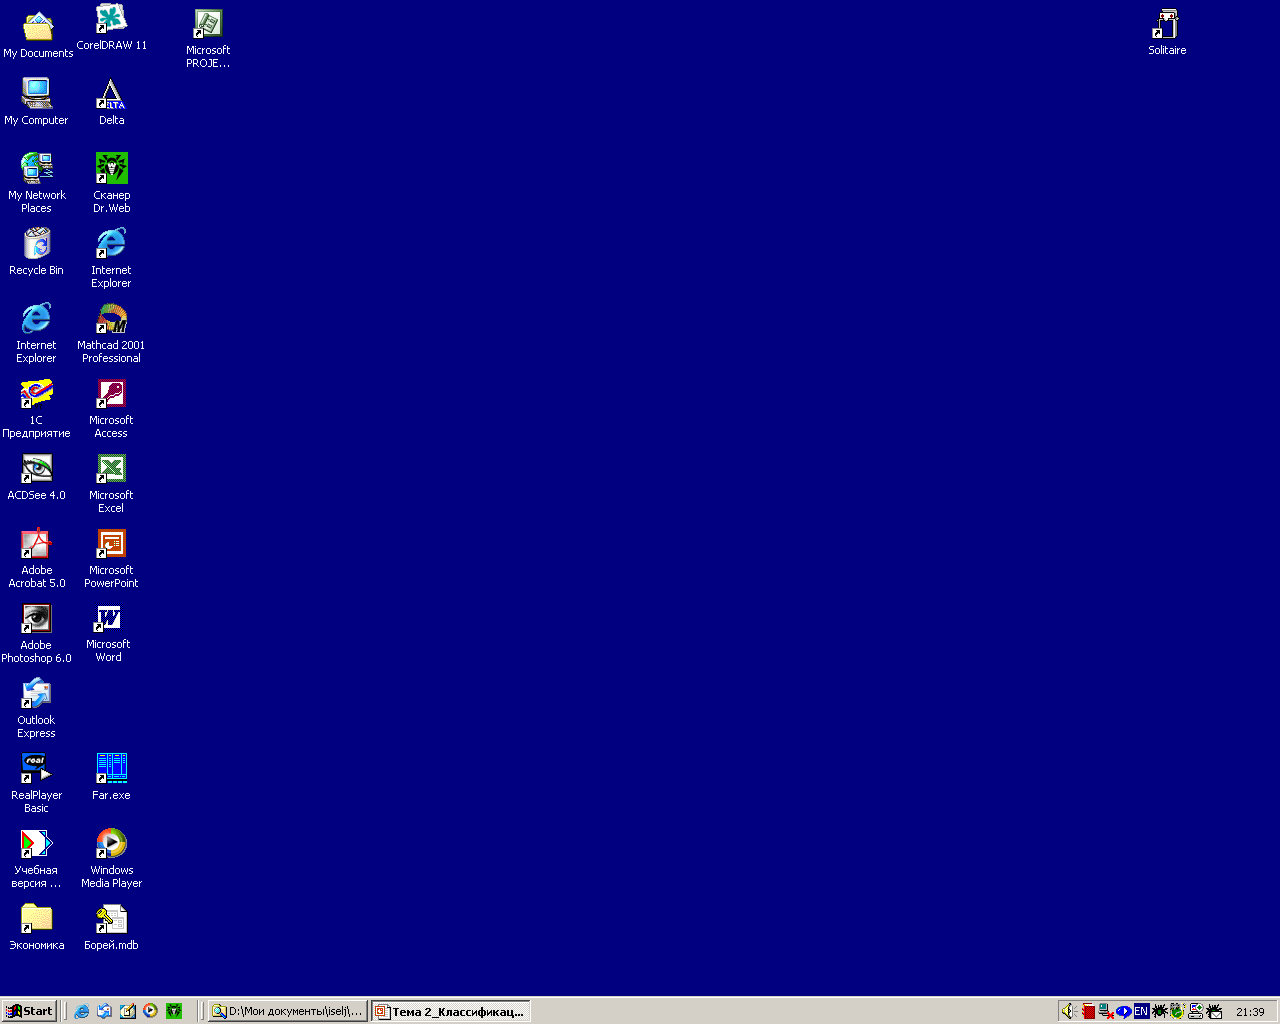 My Documents
CorelDRAW 11
Microsoft
PROJE...
Solitaire
My Computer
Delta
My Network
Places
Сканер
Dr.Web
Recycle Bin
Internet
Explorer
Internet
Explorer
Mathcad 2001
Professional
1С
Предприятие
Microsoft
Access
ACDSee 4.0
Microsoft
Excel
Adobe
Acrobat 5.0
Microsoft
PowerPoint
Adobe
Photoshop 6.0
Microsoft
Word
Outlook
Express
real
RealPlayer
Basic
Far.exe
Учебная
версия ...
Windows
Media Player
Экономика
Борей.mdb
Start
D:\Мои документы\iselj\...
Тема 2_Классификац...
EN
21:39